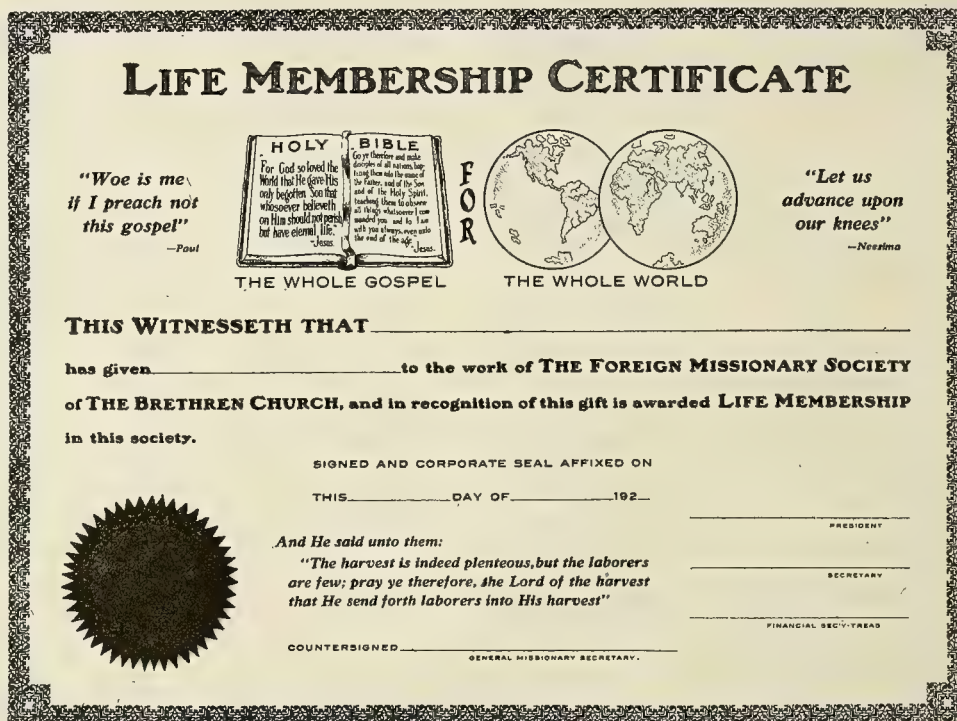 LIFE MEMBERSHIP CERTIFICATE
"Woe is me
if I preach not
this gospel"
—Paul
HOLY BIBLE
For God so loved the
World that He gave His
only begotten Son that
whosoever believeth
on Him should not perish
but have eternal life."
-Jesus.
Go ye therefore and make
disciples of all nations, bap-
tizing them into the name of
the Father, and of the Son
and of the Holy Spirit,
teaching them to observe
all things whatsoever I com
manded you and lo I am
with you always, even unto
the end of the age."
-Jesus.
THE WHOLE GOSPEL
FOR
THE WHOLE WORLD
"Let us
advance upon
our knees"
—Neesima
THIS WITNESSETH THAT
has given to the work of THE FOREIGN MISSIONARY SOCIETY
of THE BRETHREN CHURCH, and in recognition of this gift is awarded LIFE MEMBERSHIP
in this society.
SIGNED AND CORPORATE SEAL AFFIXED ON
THIS DAY OF 192
PRESIDENT
SECRETARY
FINANCIAL SEC'Y-TREAS
And He said unto them:
"The harvest is indeed plenteous, but the laborers
are few; pray ye therefore, the Lord of the harvest
that He send forth laborers into His harvest"
COUNTERSIGNED
GENERAL MISSIONARY SECRETARY.